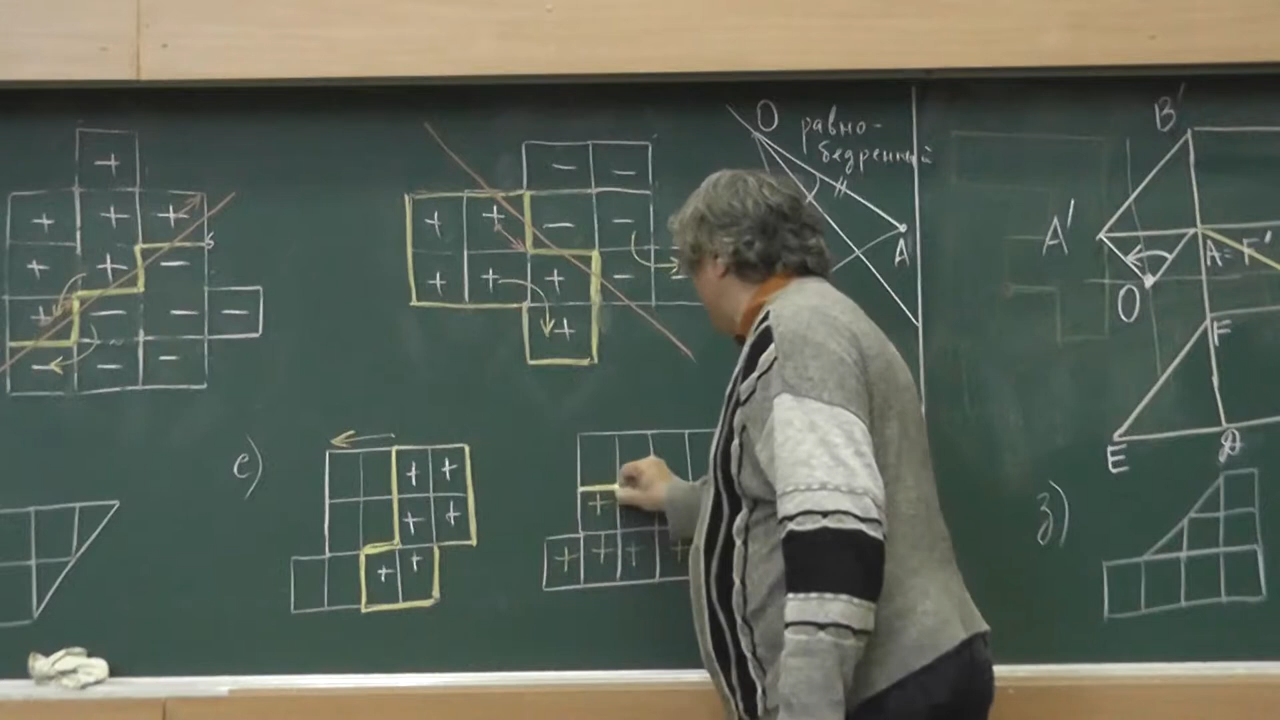 +
+ + +
+ + −
+ − − −
− − −
− −
+ + − −
+ + + −
+
O
равно-
бедренный
A
B'
A'
A=F'
O
F
E
D
е)
+ +
+ +
+ +
+
+ + + +
з)